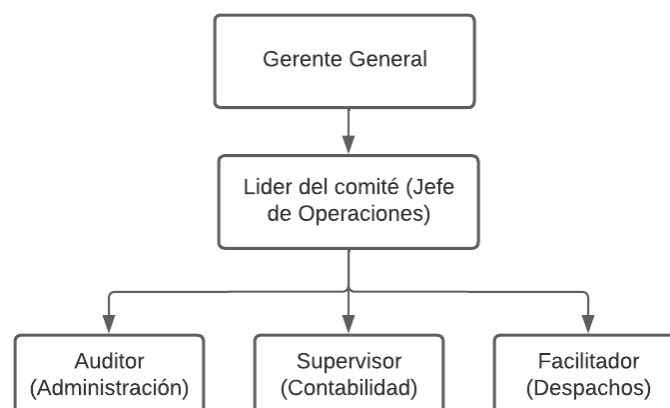 Gerente General
Lider del comité (Jefe
de Operaciones)
Auditor
(Administración)
Supervisor
(Contabilidad)
Facilitador
(Despachos)